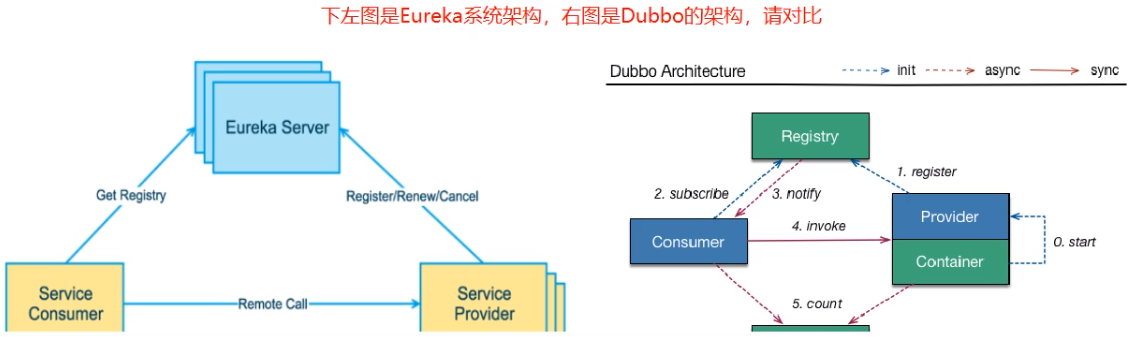 下左图是Eureka系统架构，右图是Dubbo的架构，请对比
Eureka Server
Get Registry
Register/Renew/Cancel
Service
Consumer
Remote Call
Service
Provider
Dubbo Architecture
init
async
sync
Registry
1. register
2. subscribe
3. notify
Provider
Consumer
4. invoke
0. start
Container
5. count